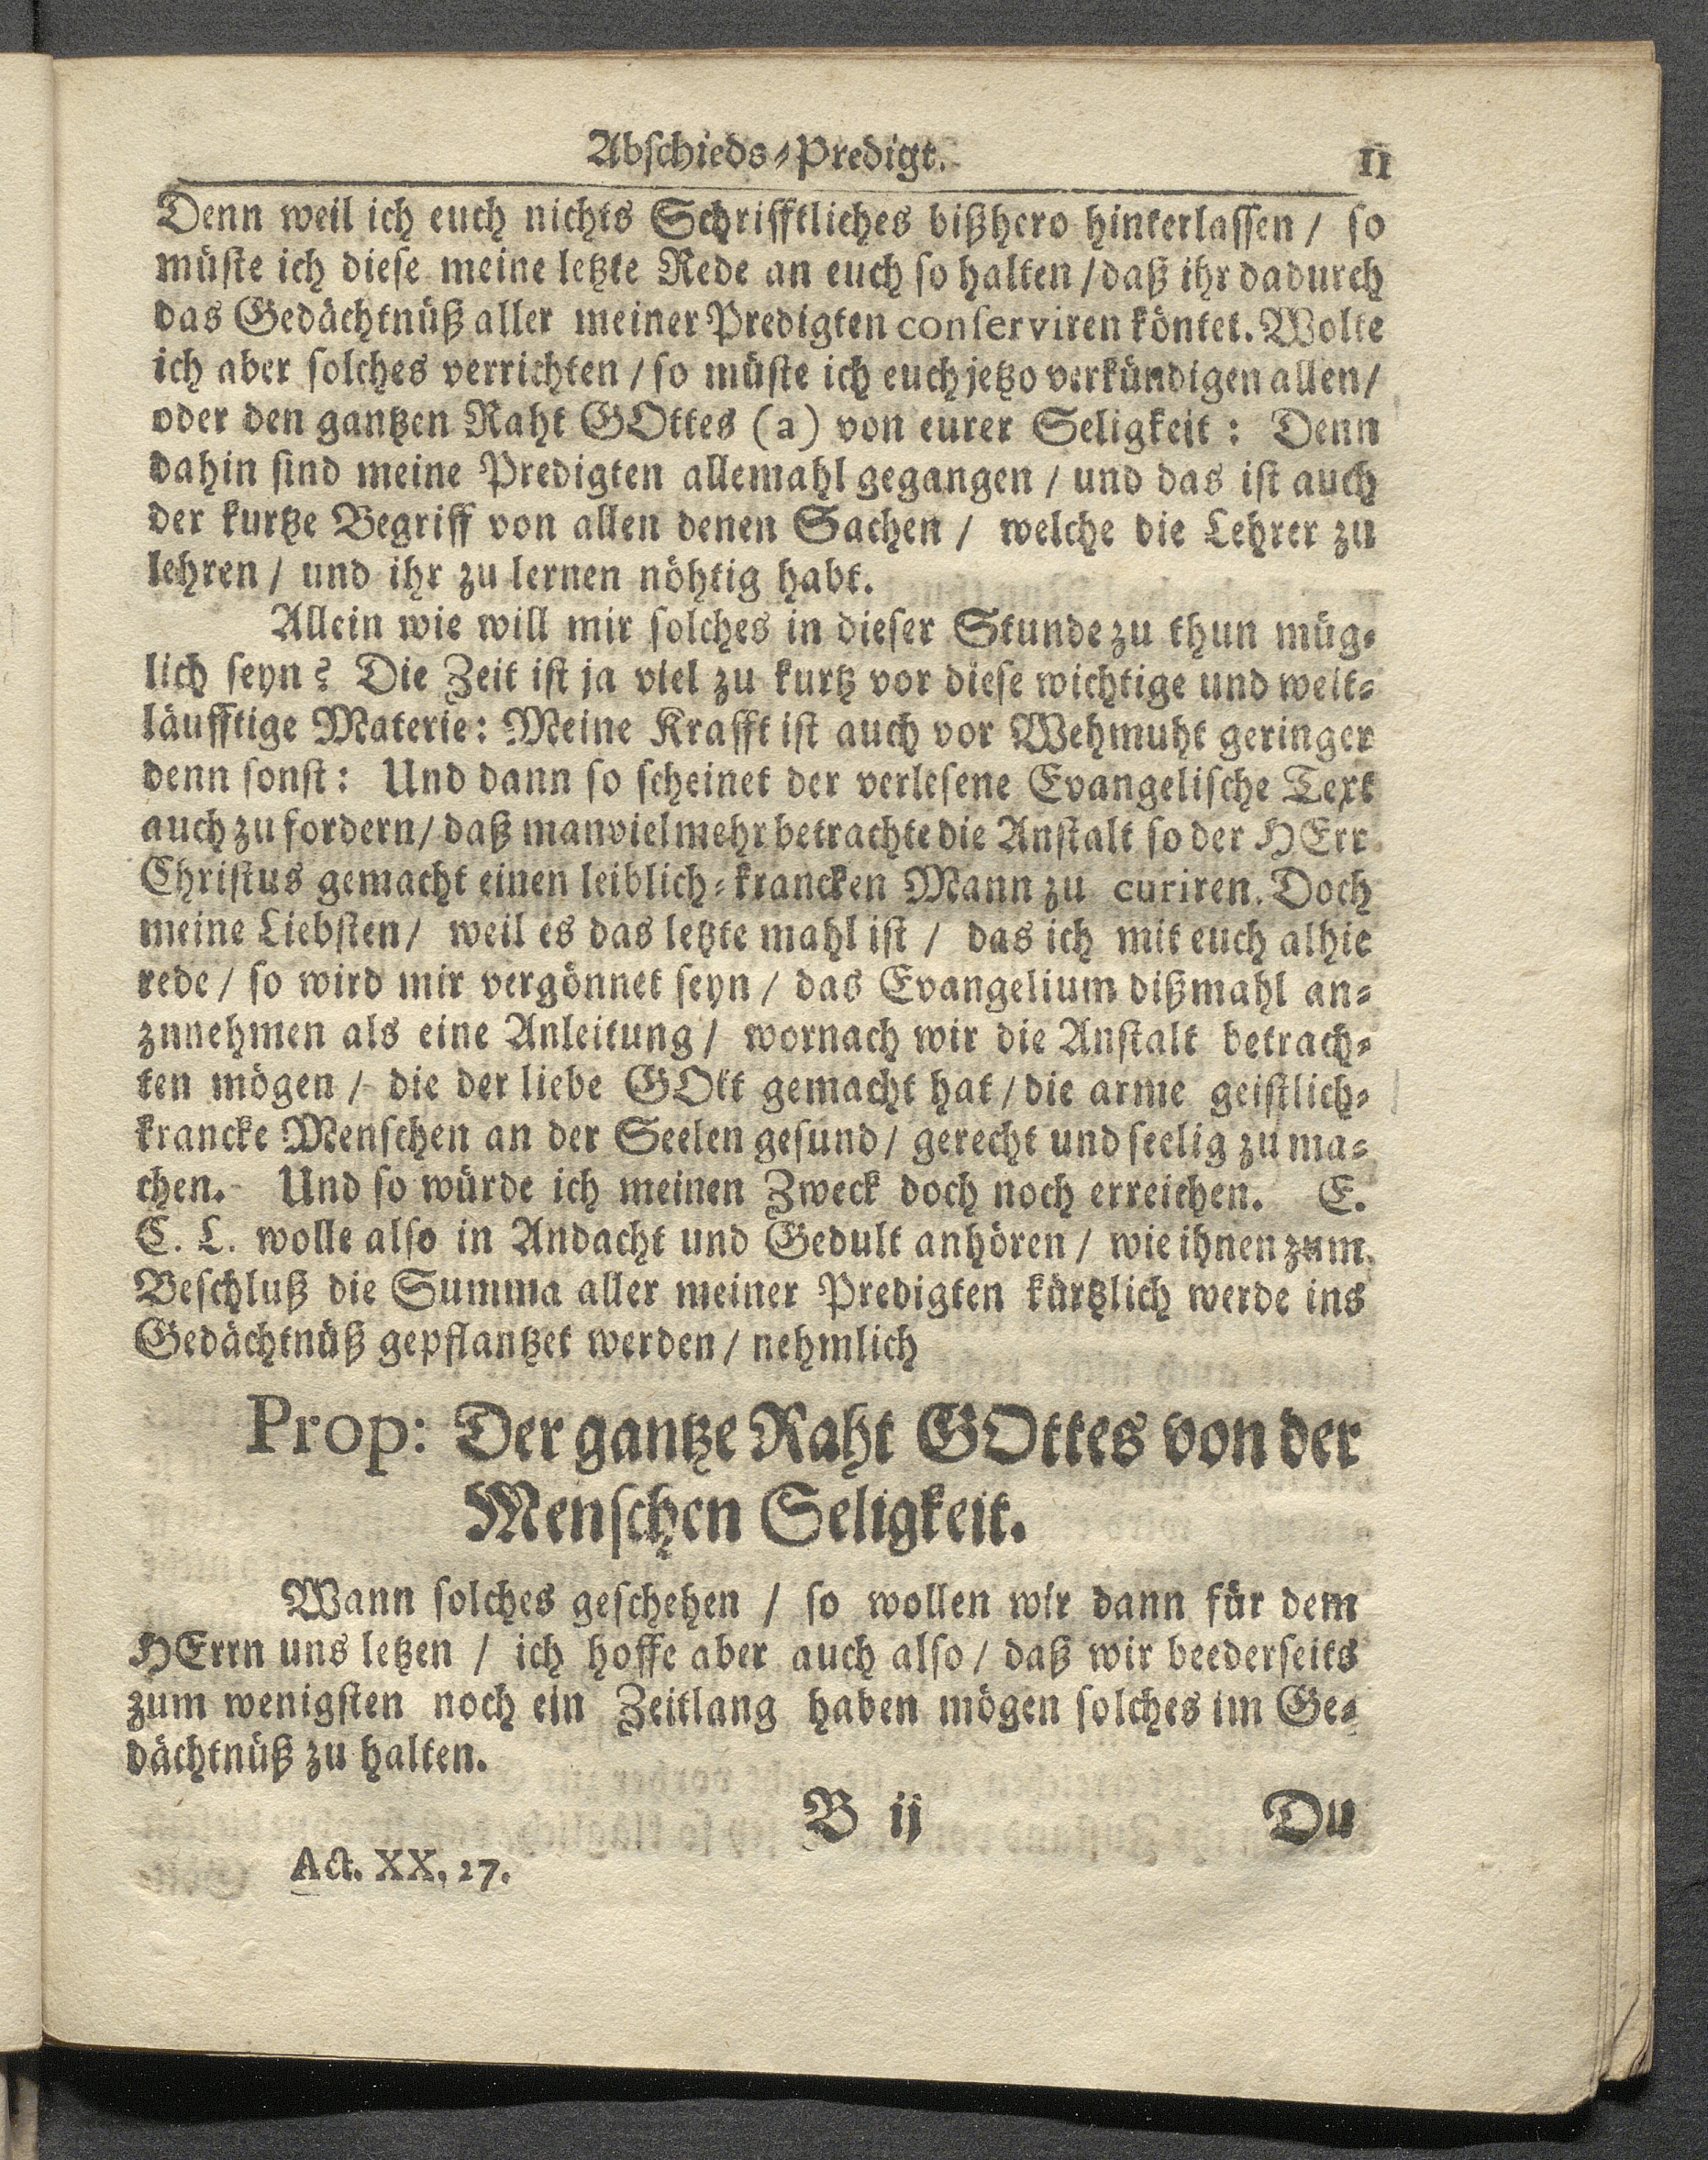 Abschieds-Predigt. 11
Denn weil ich euch nichts Schrifftliches bißhero hinterlassen / so
müste ich diese meine letzte Rede an euch so halten / daß ihr dadurch
das Gedächtnüß aller meiner Predigten conserviren köntet. Wolte
ich aber solches verrichten / so müste ich euch jetzo verkündigen allen /
oder den gantzen Raht GOttes (a) von eurer Seligkeit: Denn
dahin sind meine Predigten allemahl gegangen / und das ist auch
der kurtze Begriff von allen denen Sachen / welche die Lehrer zu
lehren / und ihr zu lernen nöhtig habt.
Allein wie will mir solches in dieser Stunde zu thun müg-
lich seyn? Die Zeit ist ja viel zu kurtz vor diese wichtige und weit-
läufftige Materie: Meine Krafft ist auch vor Wehmuht geringer
denn sonst: Und dann so scheinet der verlesene Evangelische Text
auch zu fordern / daß man vielmehr betrachte die Anstalt so der HErr
Christus gemacht einen leiblich-krancken Mann zu curiren. Doch
meine Liebsten / weil es das letzte mahl ist / das ich mit euch alhie
rede / so wird mir vergönnet seyn / das Evangelium dißmahl an-
znnehmen als eine Anleitung / wornach wir die Anstalt betrach-
ten mögen / die der liebe GOtt gemacht hat / die arme geistlich-
krancke Menschen an der Seelen gesund / gerecht und seelig zu ma-
chen. Und so würde ich meinen Zweck doch noch erreichen. E.
C. L. wolle also in Andacht und Gedult anhören / wie ihnen zum
Beschluß die Summa aller meiner Predigten kürtzlich werde ins
Gedächtnüß gepflantzet werden / nehmlich
Prop: Der gantze Raht GOttes von der
Menschen Seligkeit.
Wann solches geschehen / so wollen wir dann für dem
HErrn uns letzen / ich hoffe aber auch also / daß wir beederseits
zum wenigsten noch ein Zeitlang haben mögen solches im Ge-
dächtnüß zu halten.
B ij Du
Act. XX, 27.